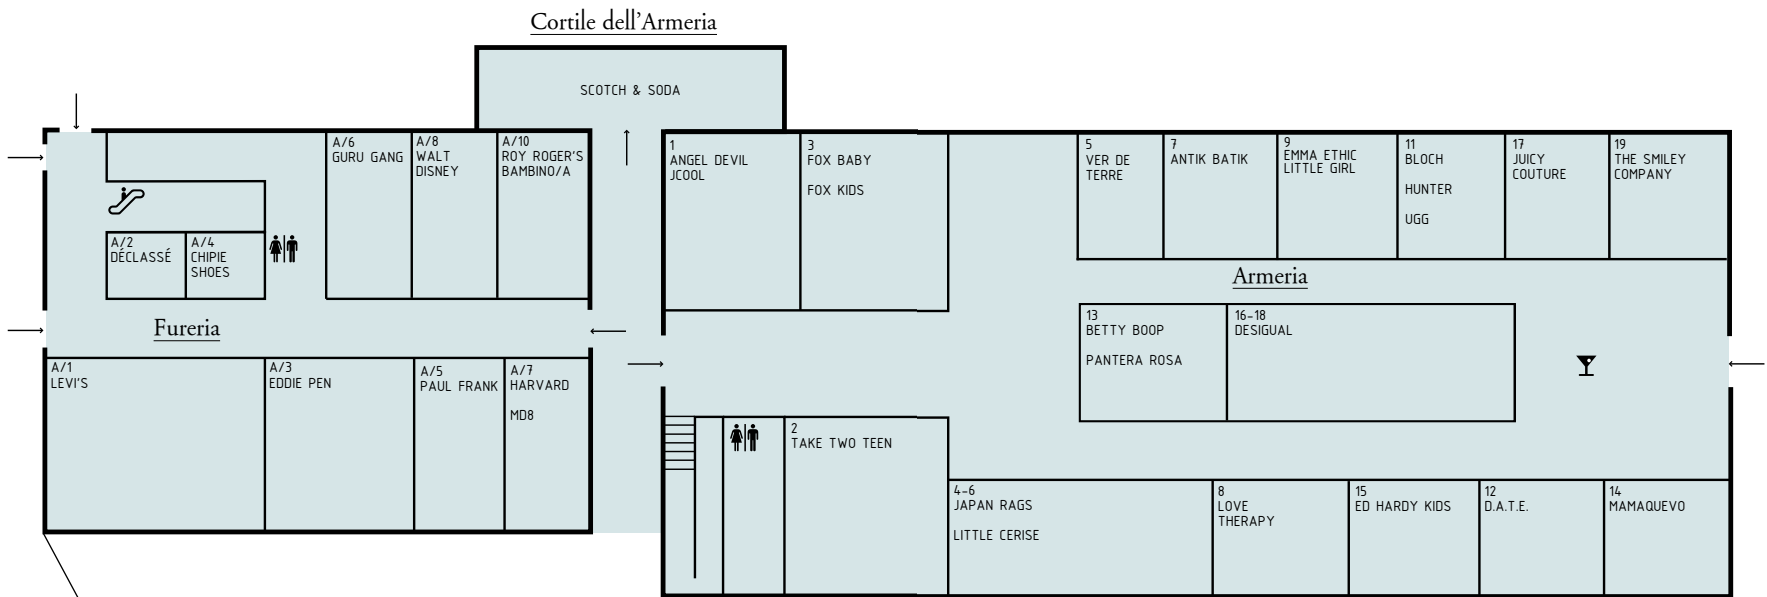 Cortile dell'Armeria
SCOTCH & SODA
A/6
GURU GANG
A/8
WALT
DISNEY
A/10
ROY ROGER'S
BAMBINO/A
A/2
DÉCLASSÉ
A/4
CHIPIE
SHOES
Fureria
A/1
LEVI'S
A/3
EDDIE PEN
A/5
PAUL FRANK
A/7
HARVARD
MD8
1
ANGEL DEVIL
JCOOL
3
FOX BABY
FOX KIDS
5
VER DE
TERRE
7
ANTIK BATIK
9
EMMA ETHIC
LITTLE GIRL
11
BLOCH
HUNTER
UGG
17
JUICY
COUTURE
19
THE SMILEY
COMPANY
Armeria
13
BETTY BOOP
PANTERA ROSA
16-18
DESIGUAL
2
TAKE TWO TEEN
4-6
JAPAN RAGS
LITTLE CERISE
8
LOVE
THERAPY
15
ED HARDY KIDS
12
D.A.T.E.
14
MAMAQUEVO